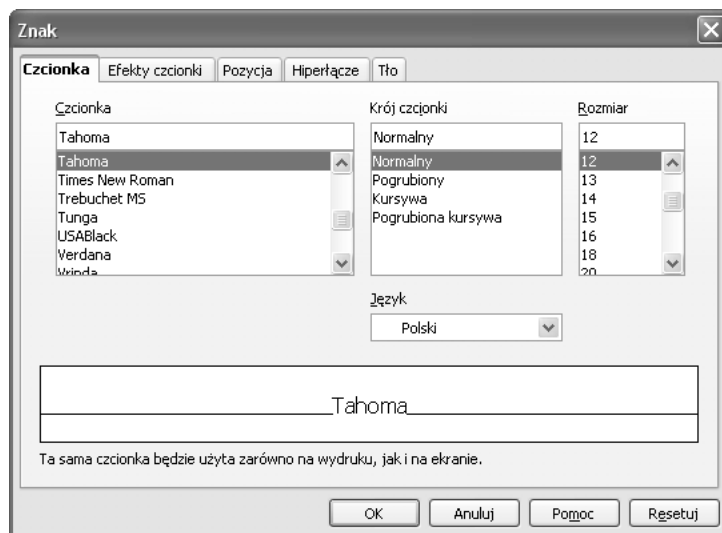 Znak
Czcionka Efekty czcionki Pozycja Hiperłącze Tło
Czcionka Krój czcionki Rozmiar
Tahoma Normalny 12
Tahoma Normalny 12
Times New Roman Pogrubiony 13
Trebuchet MS Kursywa 14
Tunga Pogrubiona kursywa 15
USABlack 16
Verdana 18
Vrinda 20
Język
Polski
Tahoma
Ta sama czcionka będzie użyta zarówno na wydruku, jak i na ekranie.
OK Anuluj Pomoc Resetuj